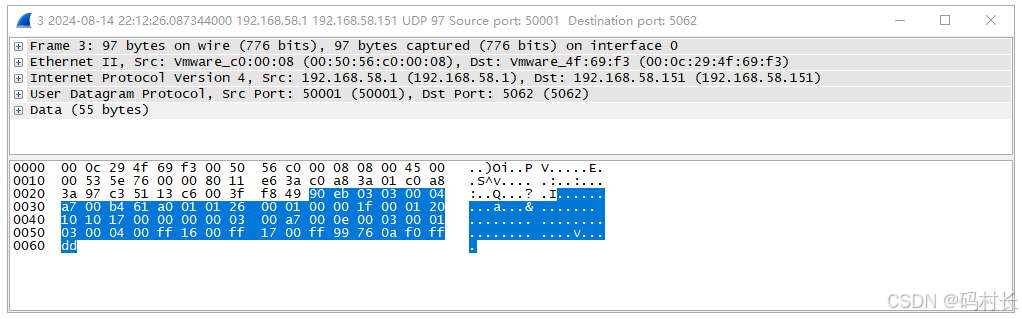 3 2024-08-14 22:12:26.087344000 192.168.58.1 192.168.58.151 UDP 97 Source port: 50001 Destination port: 5062
Frame 3: 97 bytes on wire (776 bits), 97 bytes captured (776 bits) on interface 0
Ethernet II, Src: Vmware_c0:00:08 (00:50:56:c0:00:08), Dst: Vmware_4f:69:f3 (00:0c:29:4f:69:f3)
Internet Protocol Version 4, Src: 192.168.58.1 (192.168.58.1), Dst: 192.168.58.151 (192.168.58.151)
User Datagram Protocol, Src Port: 50001 (50001), Dst Port: 5062 (5062)
Data (55 bytes)
0000 00 0c 29 4f 69 f3 00 50 56 c0 00 08 08 00 45 00 ..)Oi..P V.....E.
0010 00 53 5e 76 00 00 80 11 e6 3a c0 a8 3a 01 c0 a8 .S^v.... .:..:...
0020 3a 97 c3 51 13 c6 00 3f f8 49 90 eb 03 03 00 04 :..Q...? .I......
0030 a7 00 b4 61 a0 01 01 26 00 01 00 00 1f 00 01 20 ...a...& .......
0040 10 10 17 00 00 00 00 03 00 a7 00 0e 00 03 00 01 ........ ........
0050 03 00 04 00 ff 16 00 ff 17 00 ff 99 76 0a f0 ff ........ ....v...
0060 dd .
CSDN @码村长